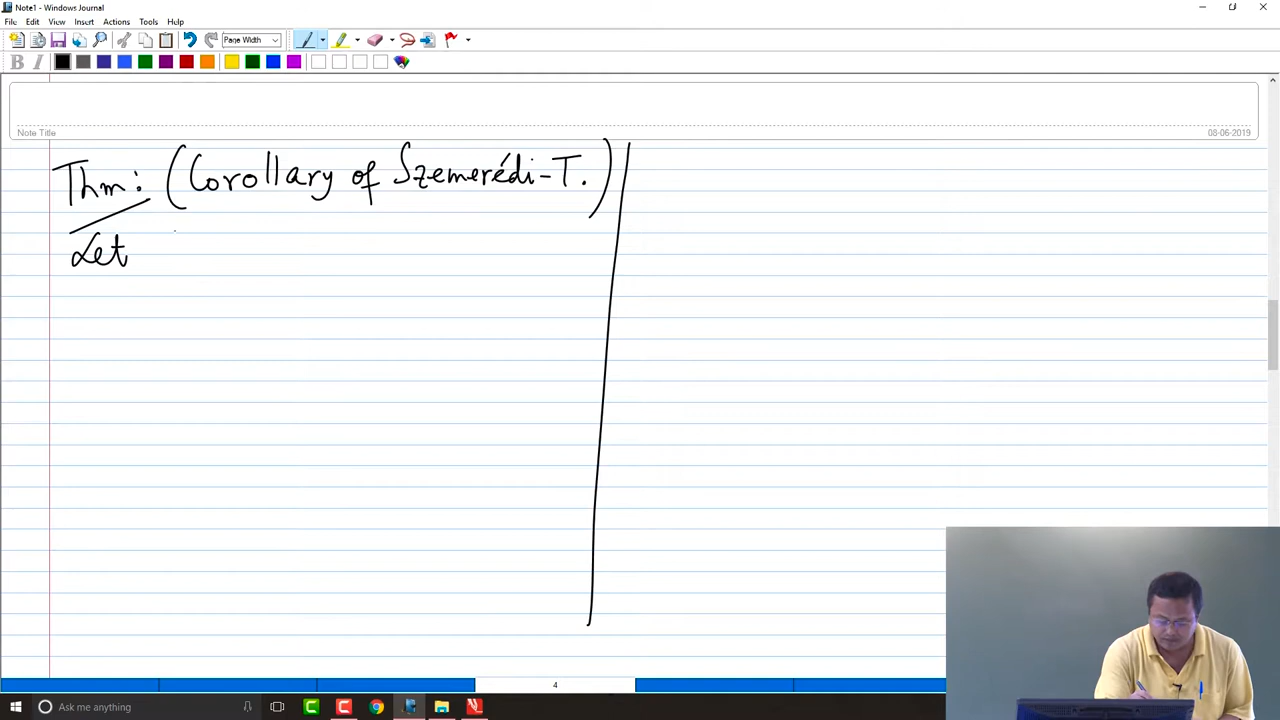 Note1 - Windows Journal
File Edit View Insert Actions Tools Help
Page Width
B I
Note Title
08-06-2019
Thm: (Corollary of Szemerédi-T.)
Let
4
Ask me anything